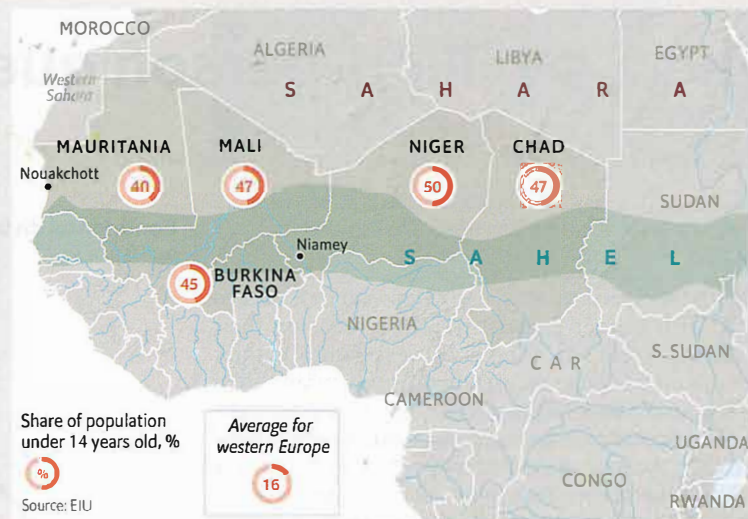 MOROCCO
ALGERIA
LIBYA
EGYPT
Western
Sahara
S A H A R A
MAURITANIA
MALI
NIGER
CHAD
Nouakchott
40
47
50
47
SUDAN
Niamey
S A H E L
45
BURKINA
FASO
NIGERIA
CAR
S. SUDAN
CAMEROON
Share of population
under 14 years old, %
%
Source: EIU
Average for
western Europe
16
UGANDA
CONGO
RWANDA